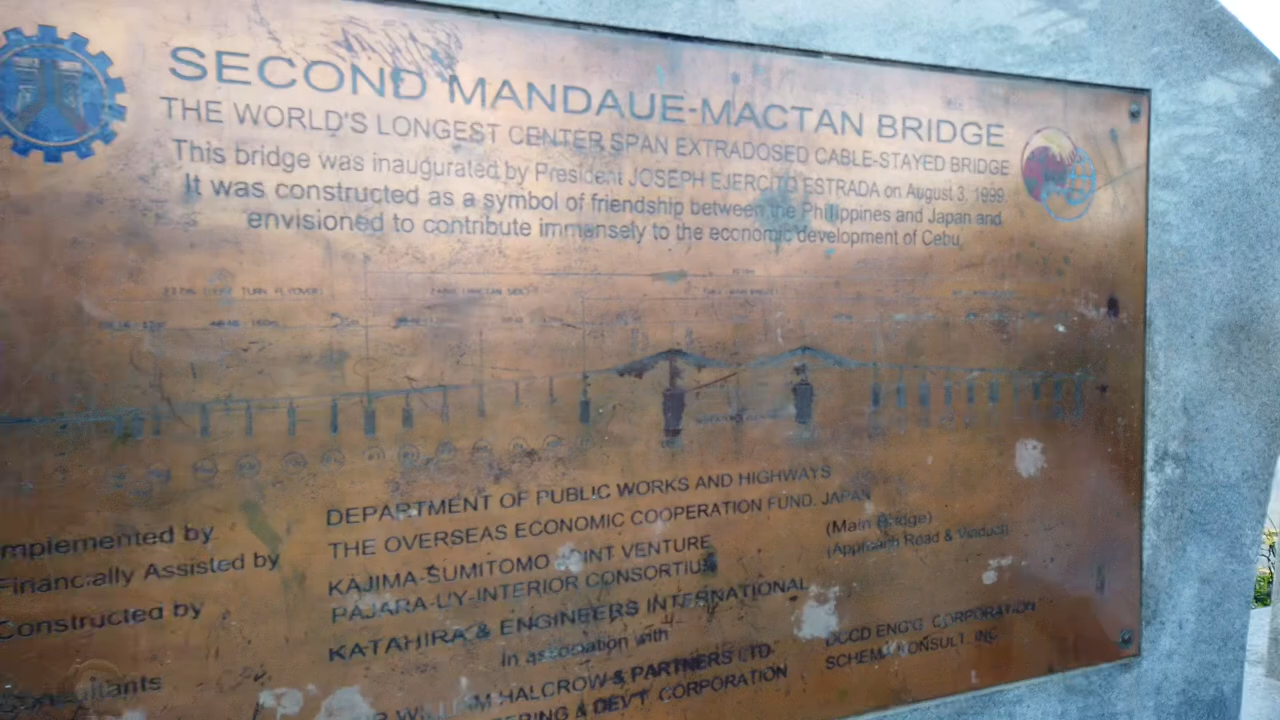 SECOND MANDAUE-MACTAN BRIDGE
THE WORLD'S LONGEST CENTER SPAN EXTRADOSED CABLE-STAYED BRIDGE
This bridge was inaugurated by President JOSEPH EJERCITO ESTRADA on August 3, 1999.
It was constructed as a symbol of friendship between the Philippines and Japan and
envisioned to contribute immensely to the economic development of Cebu.
mplemented by DEPARTMENT OF PUBLIC WORKS AND HIGHWAYS
Financially Assisted by THE OVERSEAS ECONOMIC COOPERATION FUND, JAPAN
Constructed by KAJIMA-SUMITOMO JOINT VENTURE (Main Bridge)
PAJARA-UY-INTERIOR CONSORTIUM (Approach Road & Viaduct)
Consultants KATAHIRA & ENGINEERS INTERNATIONAL
In association with
HALCROW & PARTNERS LTD. DCCD ENG'G. CORPORATION
ERING & DEV'T. CORPORATION SCHEMA KONSULT, INC.